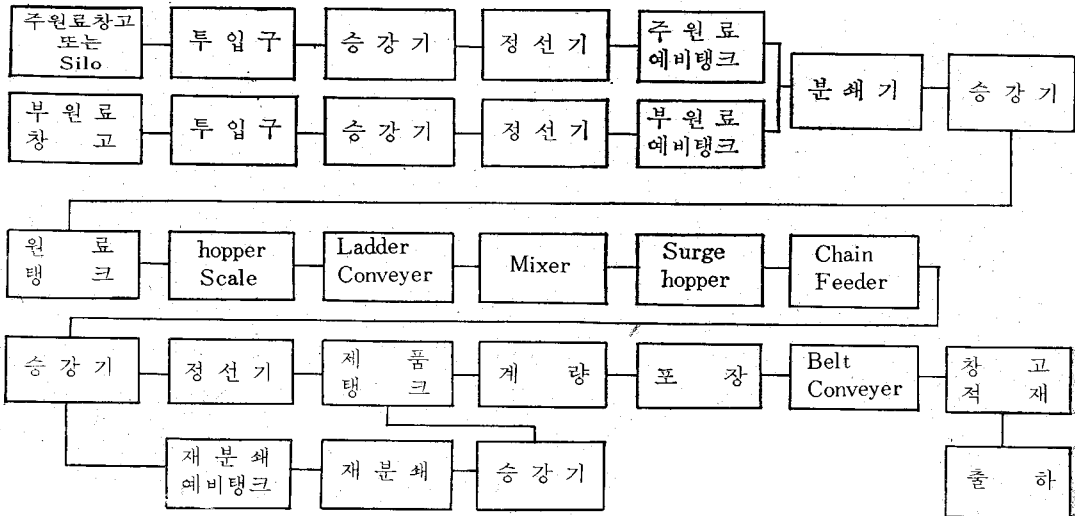 주원료창고
또는
Silo
투입구
승강기
정선기
주원료
예비탱크
분쇄기
승강기
부원료
창고
투입구
승강기
정선기
부원료
예비탱크
원료
탱크
hopper
Scale
Ladder
Conveyer
Mixer
Surge
hopper
Chain
Feeder
승강기
정선기
제품
탱크
계량
포장
Belt
Conveyer
창고
적재
재분쇄
예비탱크
재분쇄
승강기
출하